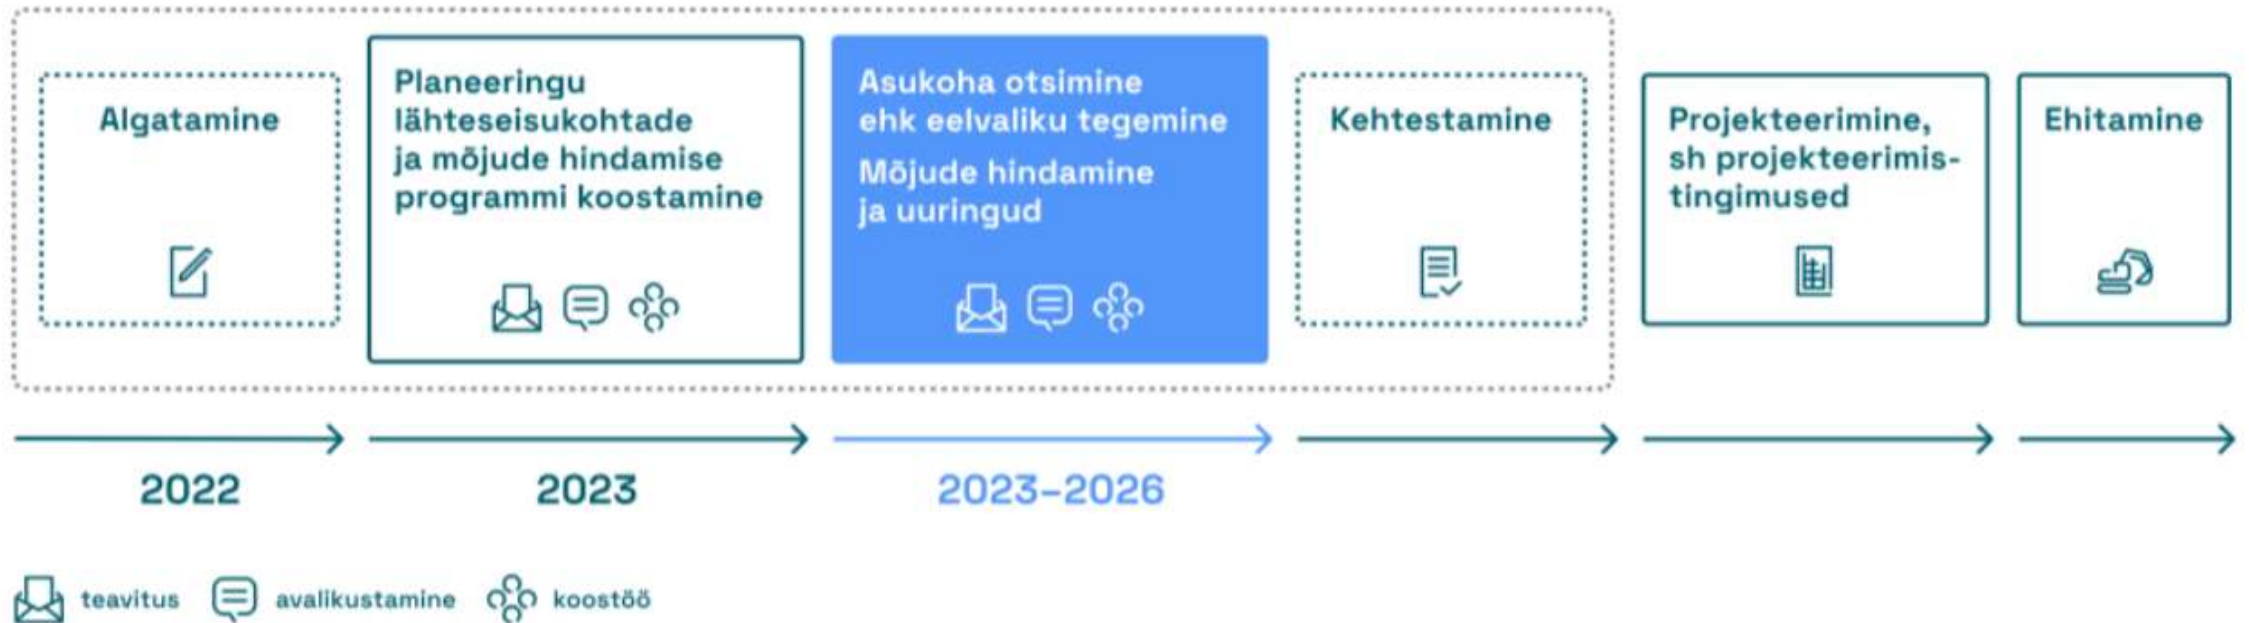 Algatamine
Planeeringu
lähteseisukohtade
ja mõjude hindamise
programmi koostamine
Asukoha otsimine
ehk eelvaliku tegemine
Mõjude hindamine
ja uuringud
Kehtestamine
Projekteerimine,
sh projekteerimis-
tingimused
Ehitamine
2022
2023
2023–2026
teavitus
avalikustamine
koostöö